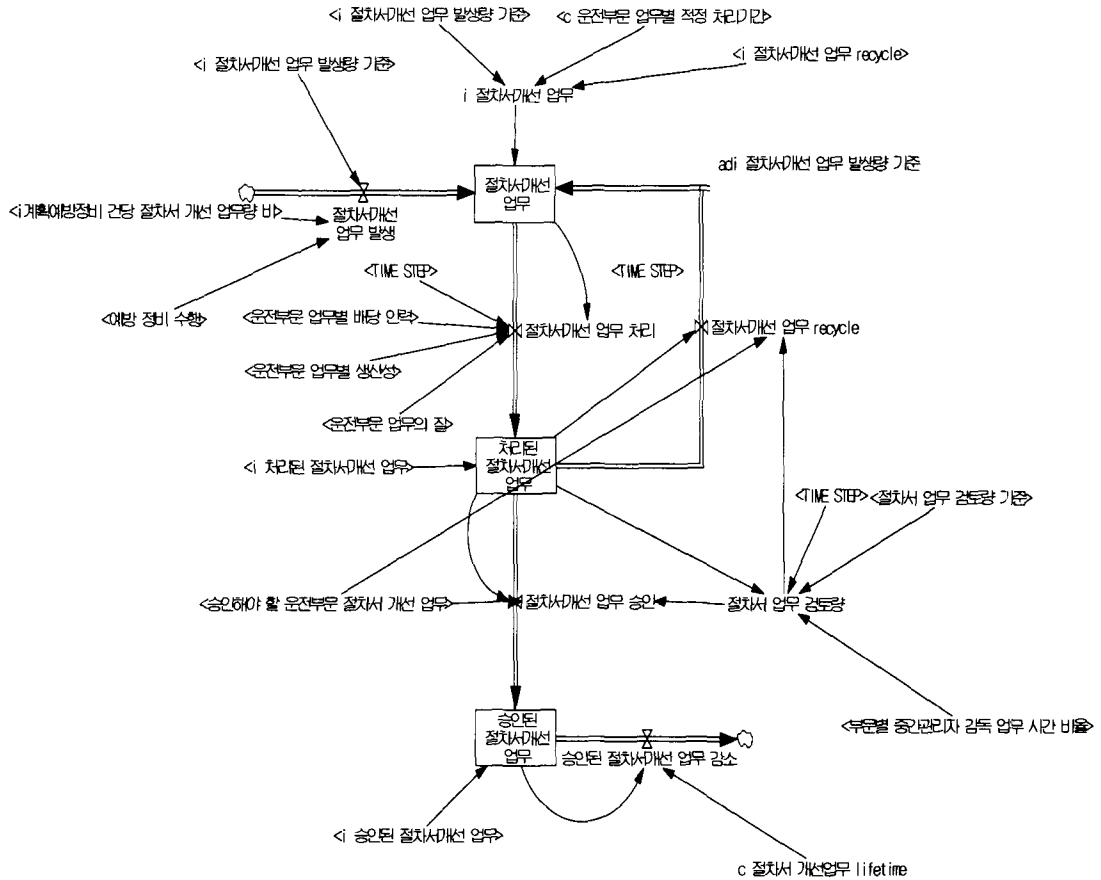 <i 절차서개선 업무 발생량 기준>
<c 운전부문 업무별 적정 처리기간>
<i 절차서개선 업무 발생량 기준>
<i 절차서개선 업무 recycle>
i 절차서개선 업무
adi 절차서개선 업무 발생량 기준
절차서개선
업무
<i계획예방정비 건당 절차서 개선 업무량 비>
절차서개선
업무 발생
<TIME STEP>
<TIME STEP>
<예방 정비 수행>
<운전부문 업무별 배당 인력>
절차서개선 업무 처리
절차서개선 업무 recycle
<운전부문 업무별 생산성>
<운전부문 업무의 질>
<i 처리된 절차서개선 업무>
처리된
절차서개선
업무
<TIME STEP>
<절차서 업무 검토량 기준>
<승인해야 할 운전부문 절차서 개선 업무>
절차서개선 업무 승인
절차서 업무 검토량
<부문별 중간관리자 감독 업무 시간 비율>
승인된
절차서개선
업무
승인된 절차서개선 업무 감소
<i 승인된 절차서개선 업무>
c 절차서 개선업무 lifetime